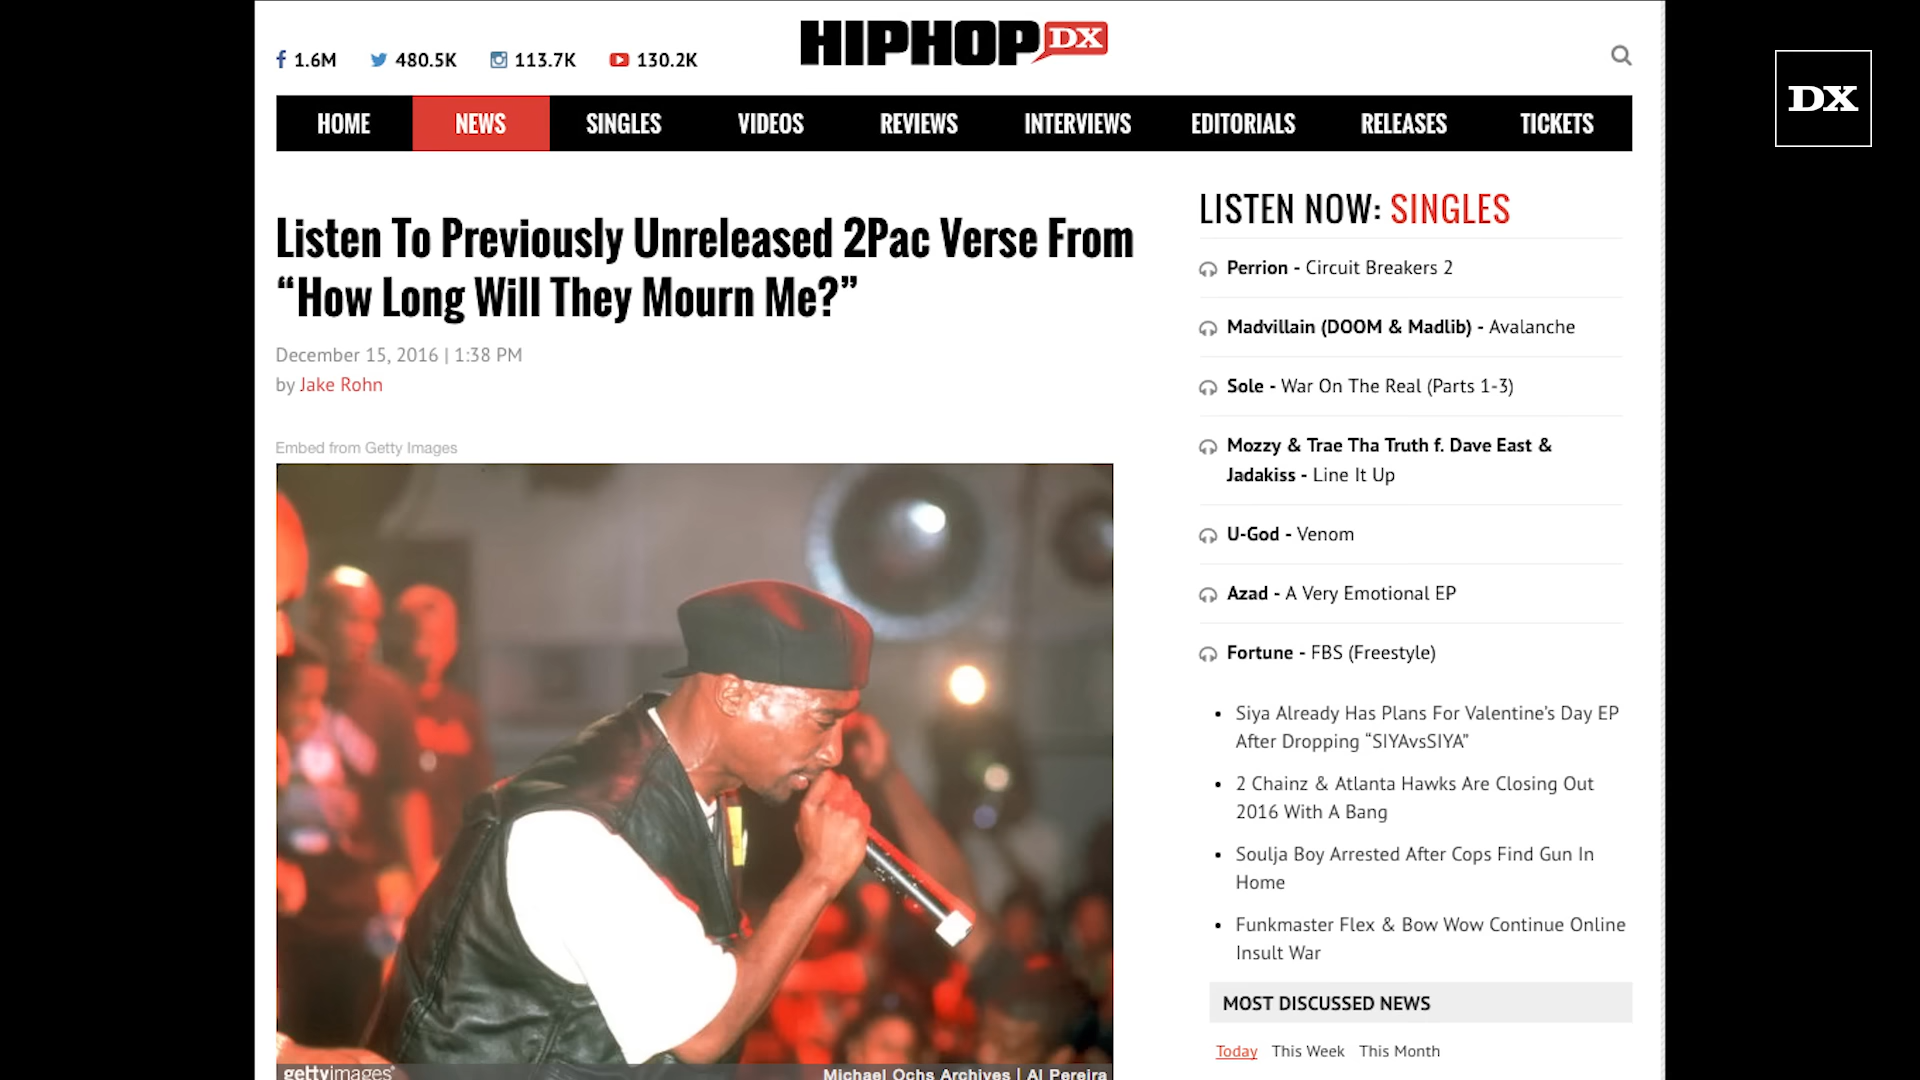 1.6M 480.5K 113.7K 130.2K
HIPHOPDX
DX
HOME NEWS SINGLES VIDEOS REVIEWS INTERVIEWS EDITORIALS RELEASES TICKETS
Listen To Previously Unreleased 2Pac Verse From
“How Long Will They Mourn Me?”
December 15, 2016 | 1:38 PM
by Jake Rohn
Embed from Getty Images
gettyimages®
Michael Ochs Archives | Al Pereira
LISTEN NOW: SINGLES
Perrion - Circuit Breakers 2
Madvillain (DOOM & Madlib) - Avalanche
Sole - War On The Real (Parts 1-3)
Mozzy & Trae Tha Truth f. Dave East &
Jadakiss - Line It Up
U-God - Venom
Azad - A Very Emotional EP
Fortune - FBS (Freestyle)
Siya Already Has Plans For Valentine’s Day EP
After Dropping “SIYAvsSIYA”
2 Chainz & Atlanta Hawks Are Closing Out
2016 With A Bang
Soulja Boy Arrested After Cops Find Gun In
Home
Funkmaster Flex & Bow Wow Continue Online
Insult War
MOST DISCUSSED NEWS
Today This Week This Month